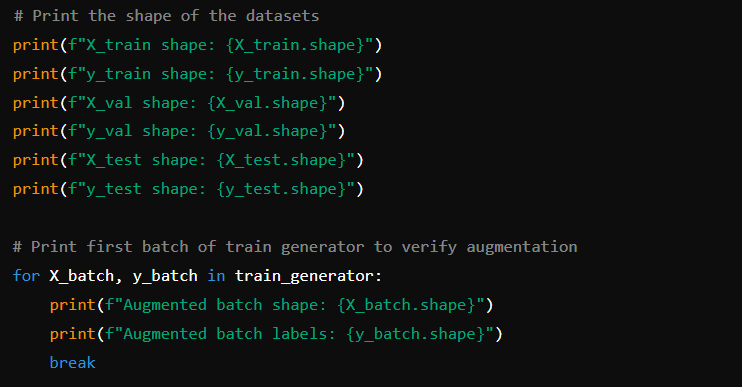 # Print the shape of the datasets
print(f"X_train shape: {X_train.shape}")
print(f"y_train shape: {y_train.shape}")
print(f"X_val shape: {X_val.shape}")
print(f"y_val shape: {y_val.shape}")
print(f"X_test shape: {X_test.shape}")
print(f"y_test shape: {y_test.shape}")
# Print first batch of train generator to verify augmentation
for X_batch, y_batch in train_generator:
    print(f"Augmented batch shape: {X_batch.shape}")
    print(f"Augmented batch labels: {y_batch.shape}")
    break